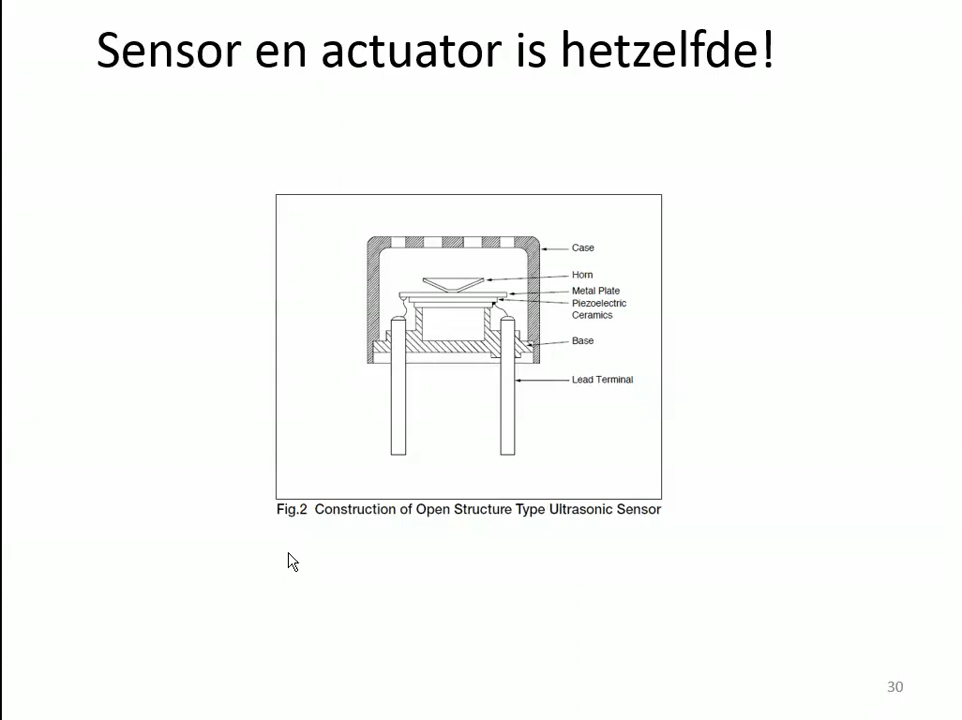 Sensor en actuator is hetzelfde!
Case
Horn
Metal Plate
Piezoelectric
Ceramics
Base
Lead Terminal
Fig.2 Construction of Open Structure Type Ultrasonic Sensor
30